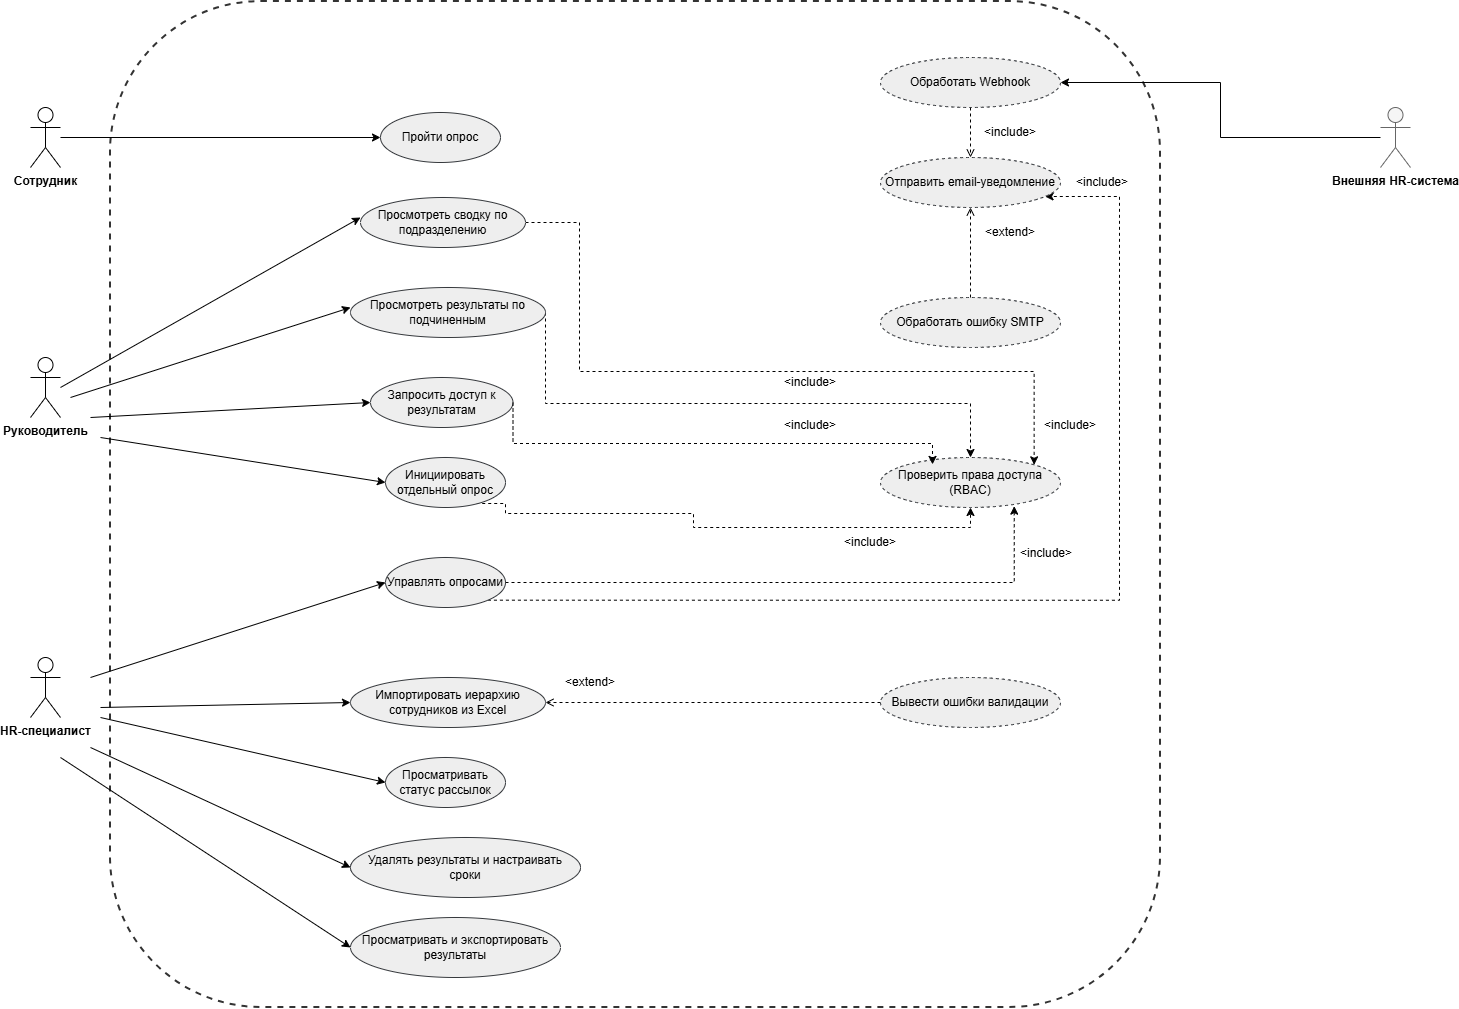 Обработать Webhook
<include>
Сотрудник
Пройти опрос
Отправить email-уведомление
<include>
Внешняя HR-система
Просмотреть сводку по
подразделению
<extend>
Просмотреть результаты по
подчиненным
Обработать ошибку SMTP
<include>
Запросить доступ к
результатам
<include>
<include>
Руководитель
Инициировать
отдельный опрос
Проверить права доступа
(RBAC)
<include>
<include>
Управлять опросами
<extend>
Импортировать иерархию
сотрудников из Excel
Вывести ошибки валидации
HR-специалист
Просматривать
статус рассылок
Удалять результаты и настраивать
сроки
Просматривать и экспортировать
результаты